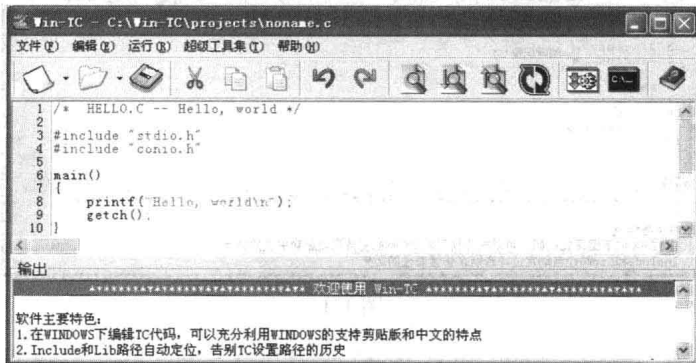 Win-TC - C:\Win-TC\projects\noname.c
文件(F) 编辑(E) 运行(R) 超级工具集(T) 帮助(H)
1 /* HELLO.C -- Hello, world */
2
3 #include "stdio.h"
4 #include "conio.h"
5
6 main()
7 {
8 printf("Hello, world\n");
9 getch();
10 }
输出
欢迎使用 Win-TC
软件主要特色:
1.在WINDOWS下编辑TC代码，可以充分利用WINDOWS的支持剪贴版和中文的特点
2.Include和Lib路径自动定位，告别TC设置路径的历史